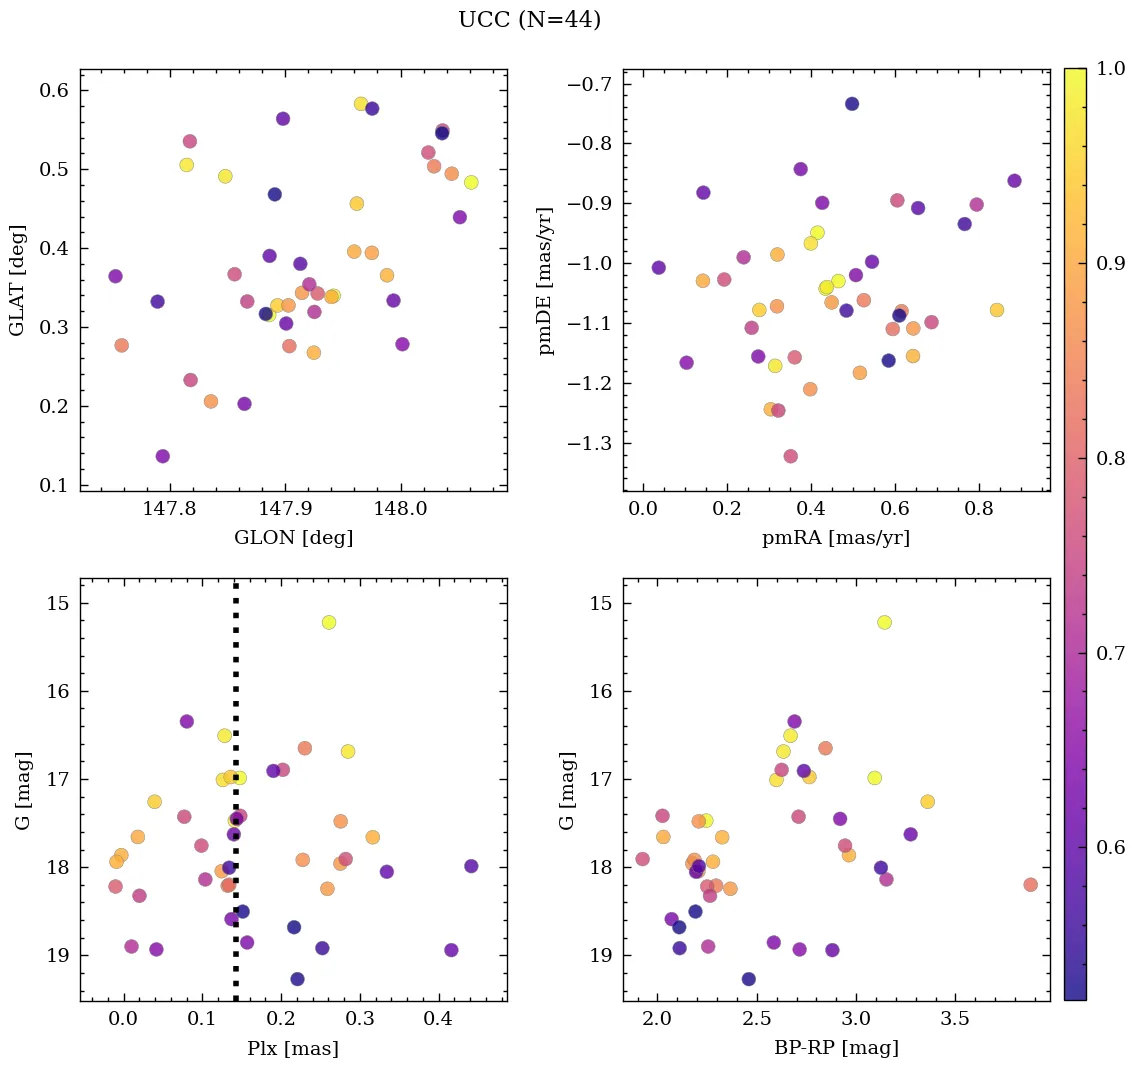 UCC (N=44)
0.6
0.5
0.4
0.3
0.2
0.1
GLAT [deg]
147.8 147.9 148.0
GLON [deg]
−0.7
−0.8
−0.9
−1.0
−1.1
−1.2
−1.3
pmDE [mas/yr]
0.0 0.2 0.4 0.6 0.8
pmRA [mas/yr]
15
16
17
18
19
G [mag]
0.0 0.1 0.2 0.3 0.4
Plx [mas]
15
16
17
18
19
G [mag]
2.0 2.5 3.0 3.5
BP-RP [mag]
1.0
0.9
0.8
0.7
0.6